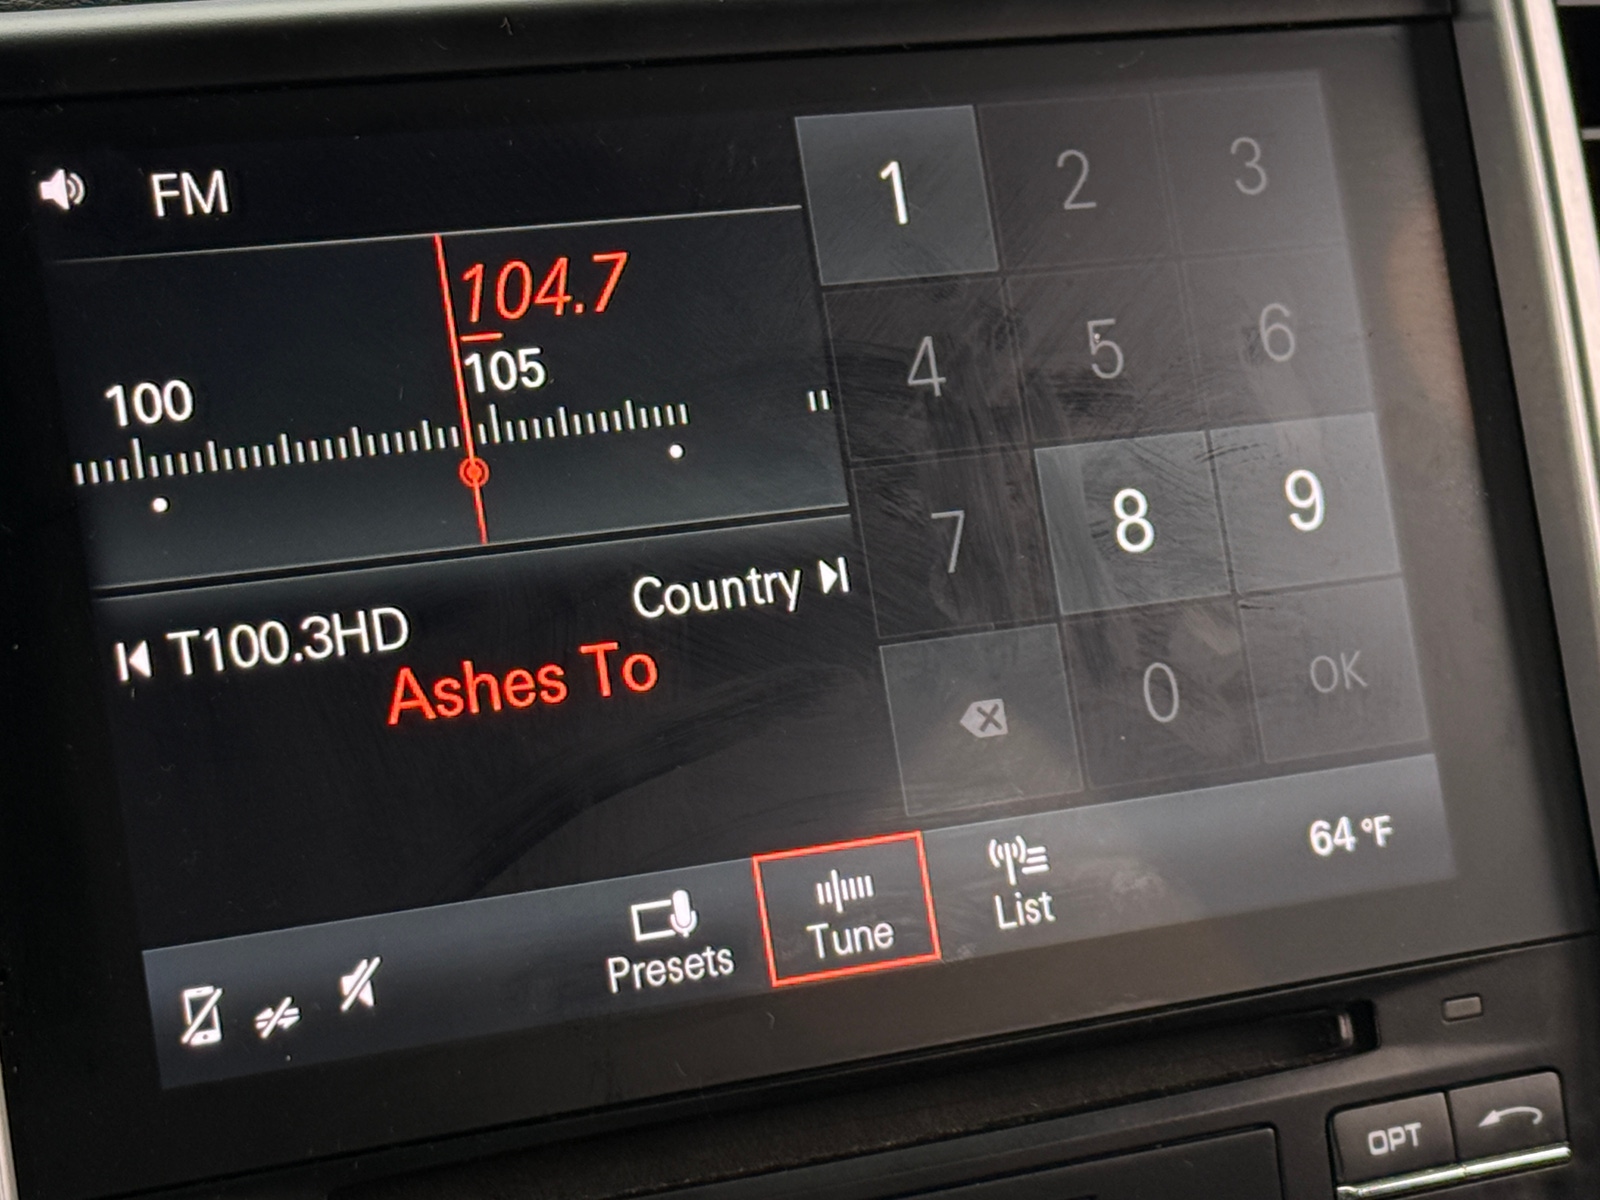 FM
104.7
100 105
Country
T100.3HD
Ashes To
1 2 3
4 5 6
7 8 9
0 OK
Presets Tune List 64 °F
OPT